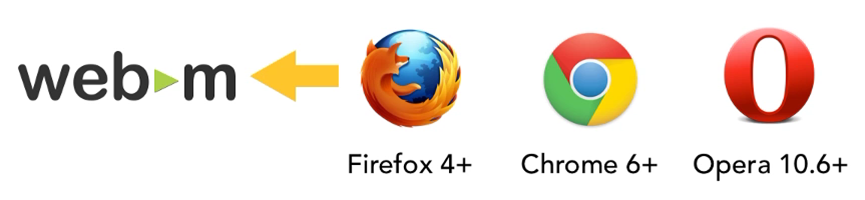 webm
Firefox 4+
Chrome 6+
Opera 10.6+